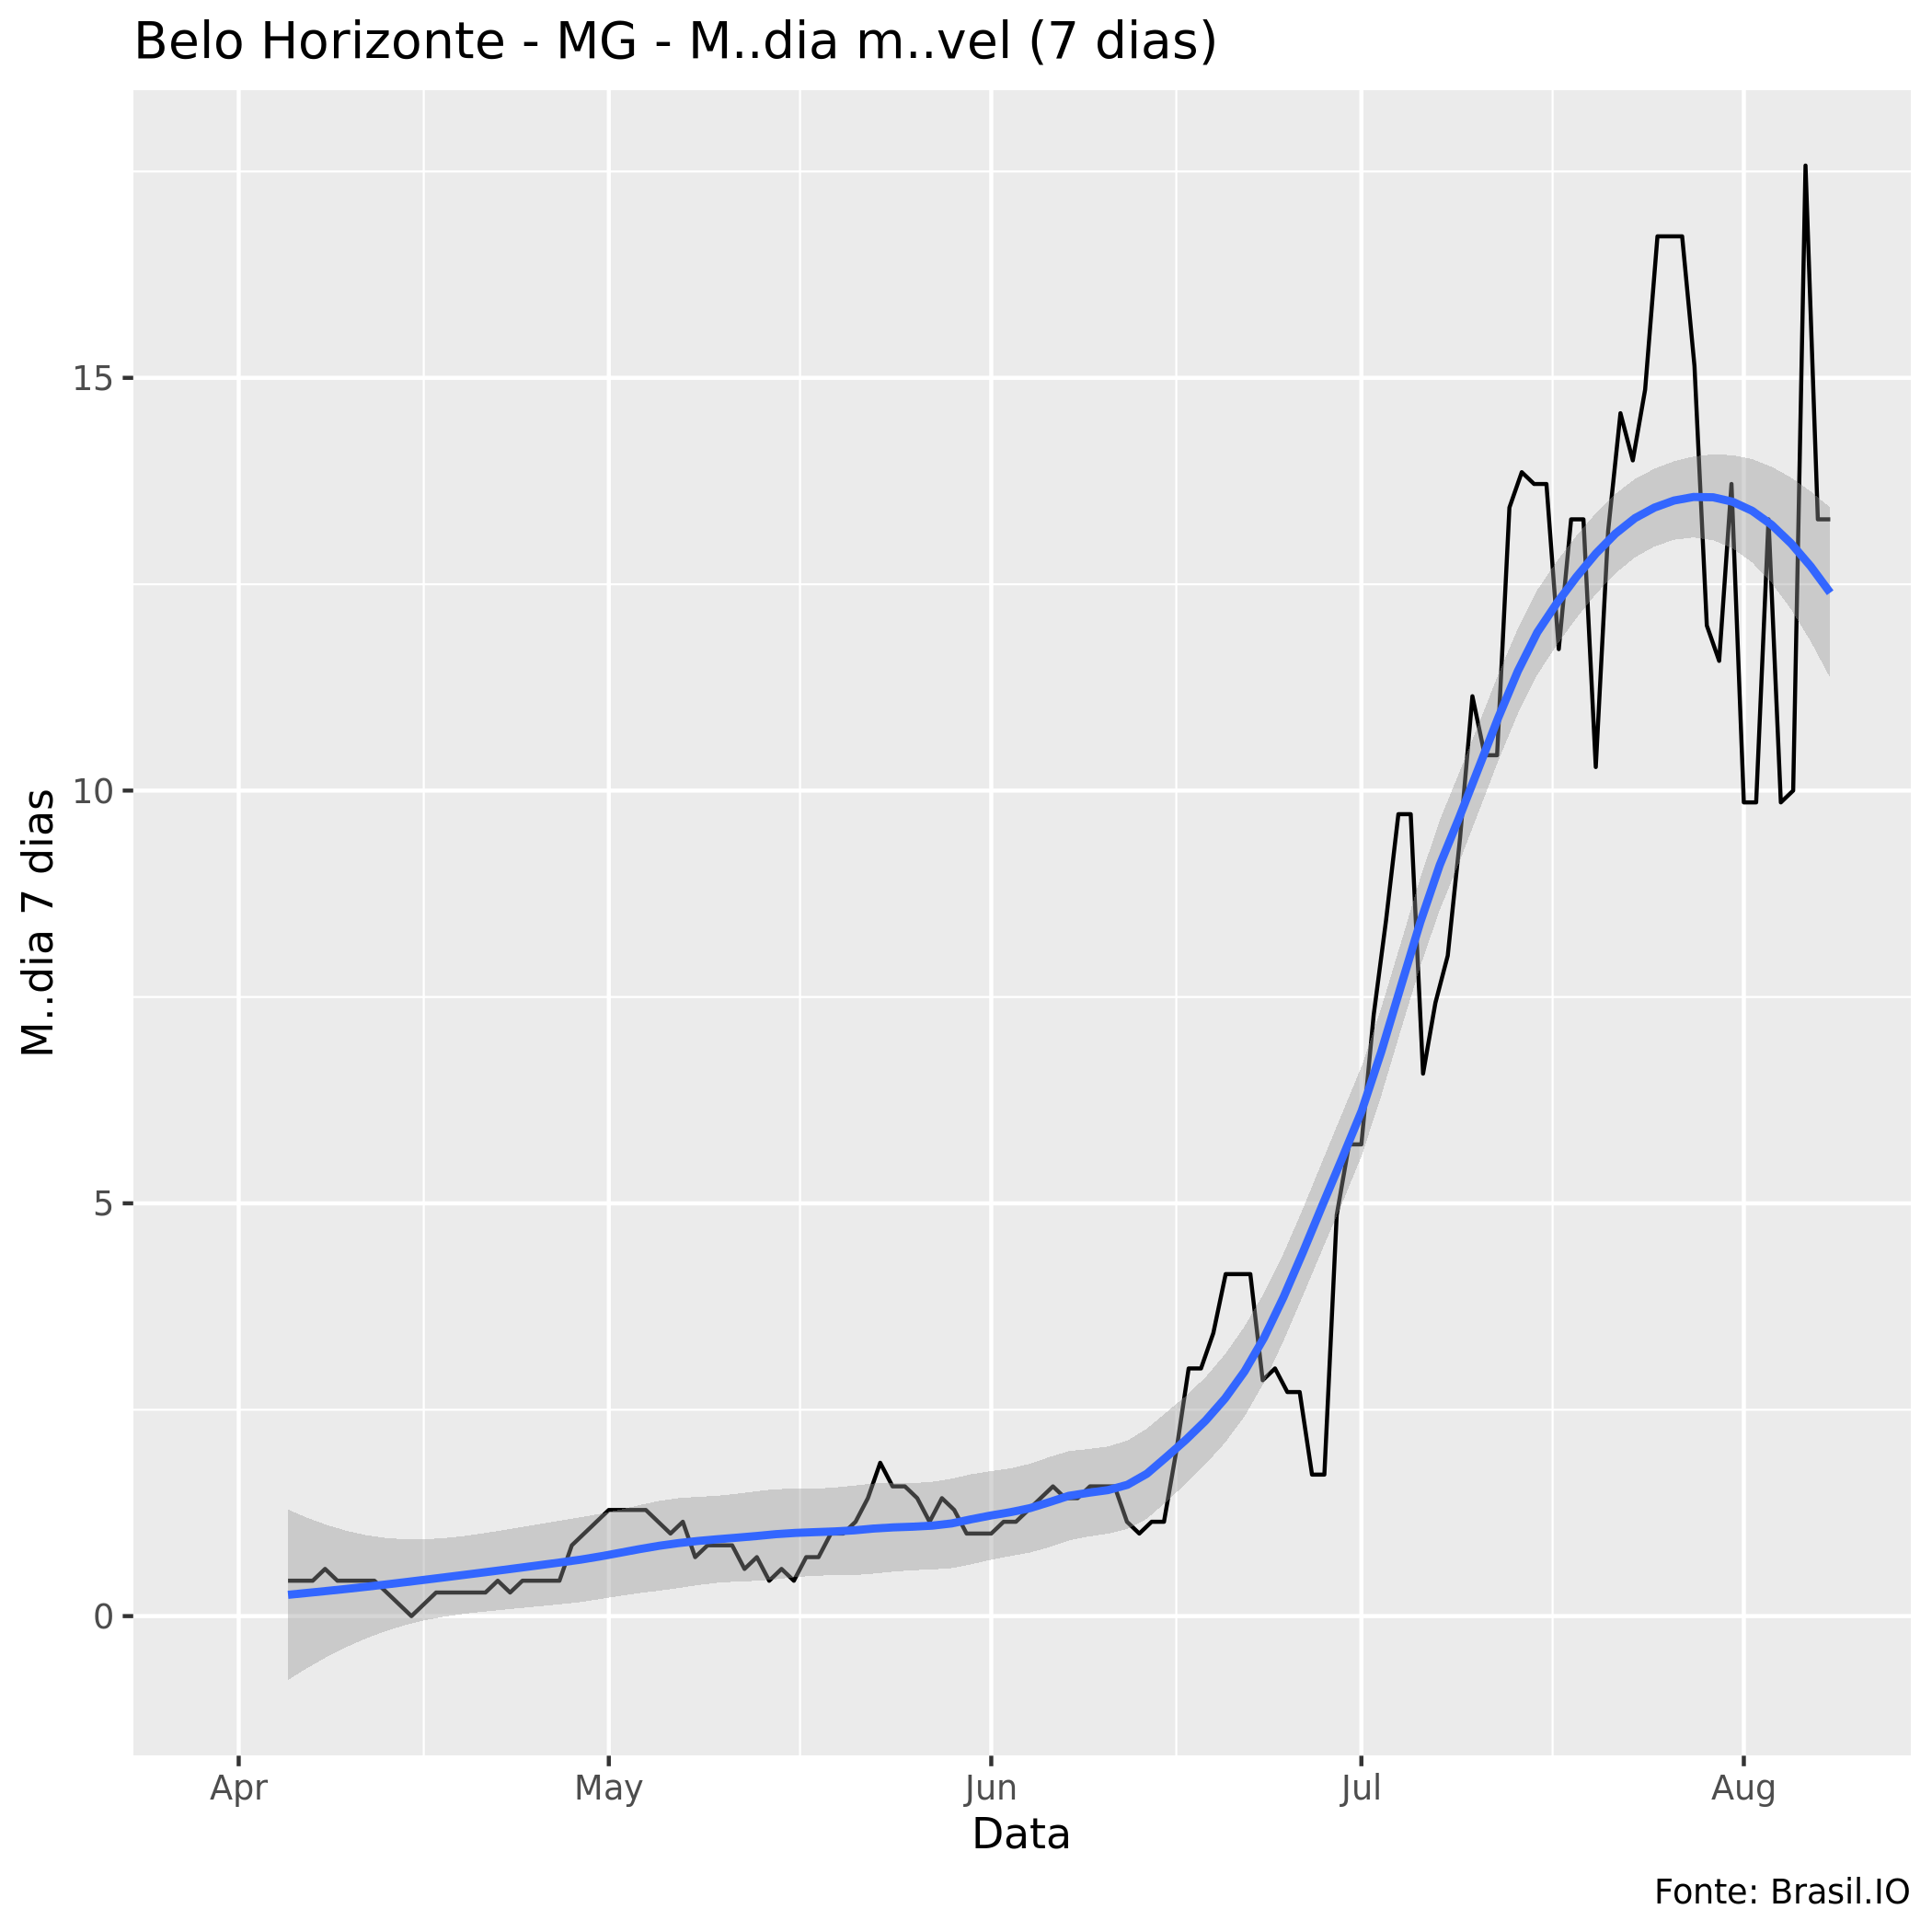 Belo Horizonte - MG - M..dia m..vel (7 dias)
M..dia 7 dias
15
10
5
0
Apr May Jun Jul Aug
Data
Fonte: Brasil.IO